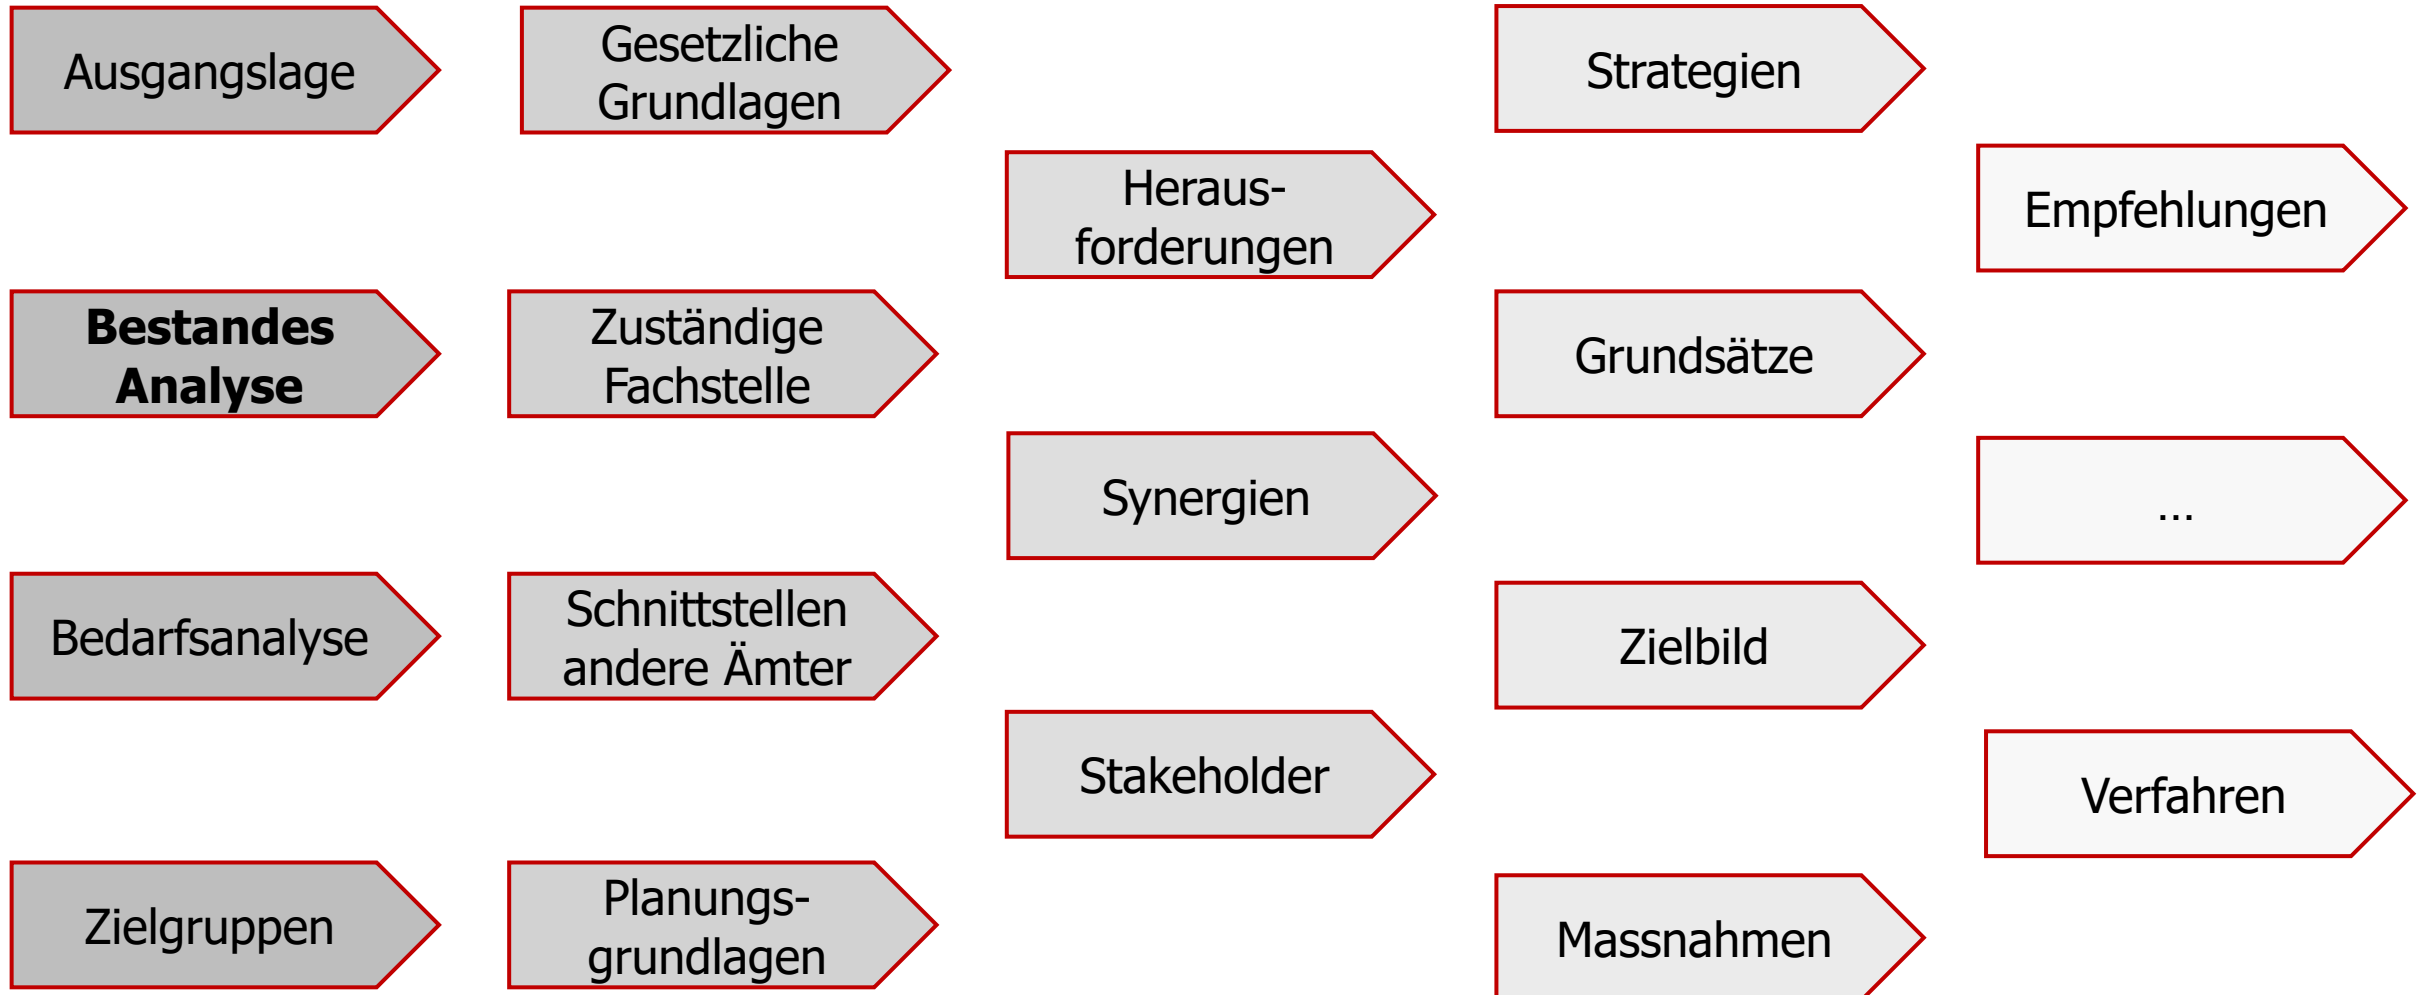 Ausgangslage
Bestandes
Analyse
Bedarfsanalyse
Zielgruppen
Gesetzliche
Grundlagen
Zuständige
Fachstelle
Schnittstellen
andere Ämter
Planungs-
grundlagen
Heraus-
forderungen
Synergien
Stakeholder
Strategien
Grundsätze
Zielbild
Massnahmen
Empfehlungen
...
Verfahren